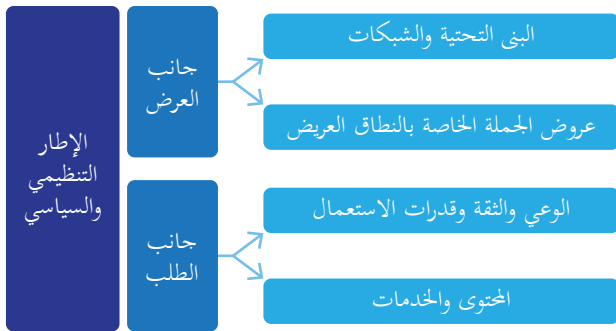 الإطار
التنظيمي
والسياسي
جانب
العرض
البنى التحتية والشبكات
عروض الجملة الخاصة بالنطاق العريض
جانب
الطلب
الوعي والثقة وقدرات الاستعمال
المحتوى والخدمات